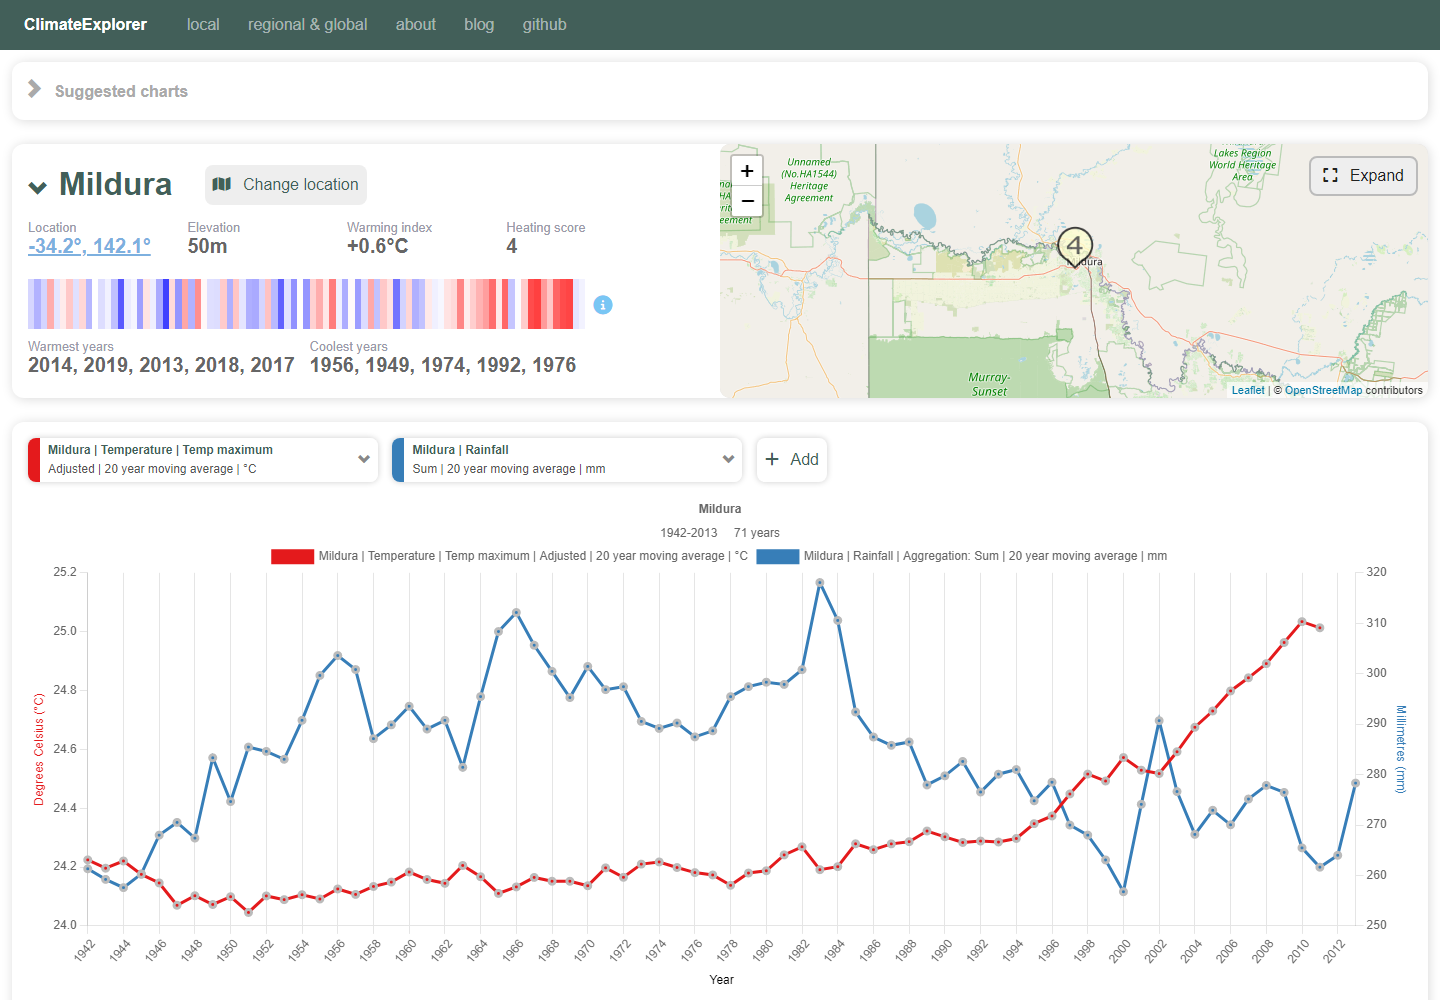 ClimateExplorer local regional & global about blog github
Suggested charts
Mildura
Change location
Location Elevation Warming index Heating score
-34.2°, 142.1° 50m +0.6°C 4
Warmest years Coolest years
2014, 2019, 2013, 2018, 2017 1956, 1949, 1974, 1992, 1976
+
−
Unnamed
(No.HA1544)
Heritage
Agreement
Lakes Region
World Heritage
Area
Expand
4
Murray-
Sunset
Leaflet | © OpenStreetMap contributors
Mildura | Temperature | Temp maximum
Adjusted | 20 year moving average | °C
Mildura | Rainfall
Sum | 20 year moving average | mm
+ Add
Mildura
1942-2013 71 years
Mildura | Temperature | Temp maximum | Adjusted | 20 year moving average | °C
Mildura | Rainfall | Aggregation: Sum | 20 year moving average | mm
25.2
25.0
24.8
24.6
24.4
24.2
24.0
Degrees Celsius (°C)
320
310
300
290
280
270
260
250
Millimetres (mm)
1942 1944 1946 1948 1950 1952 1954 1956 1958 1960 1962 1964 1966 1968 1970 1972 1974 1976 1978 1980 1982 1984 1986 1988 1990 1992 1994 1996 1998 2000 2002 2004 2006 2008 2010 2012
Year